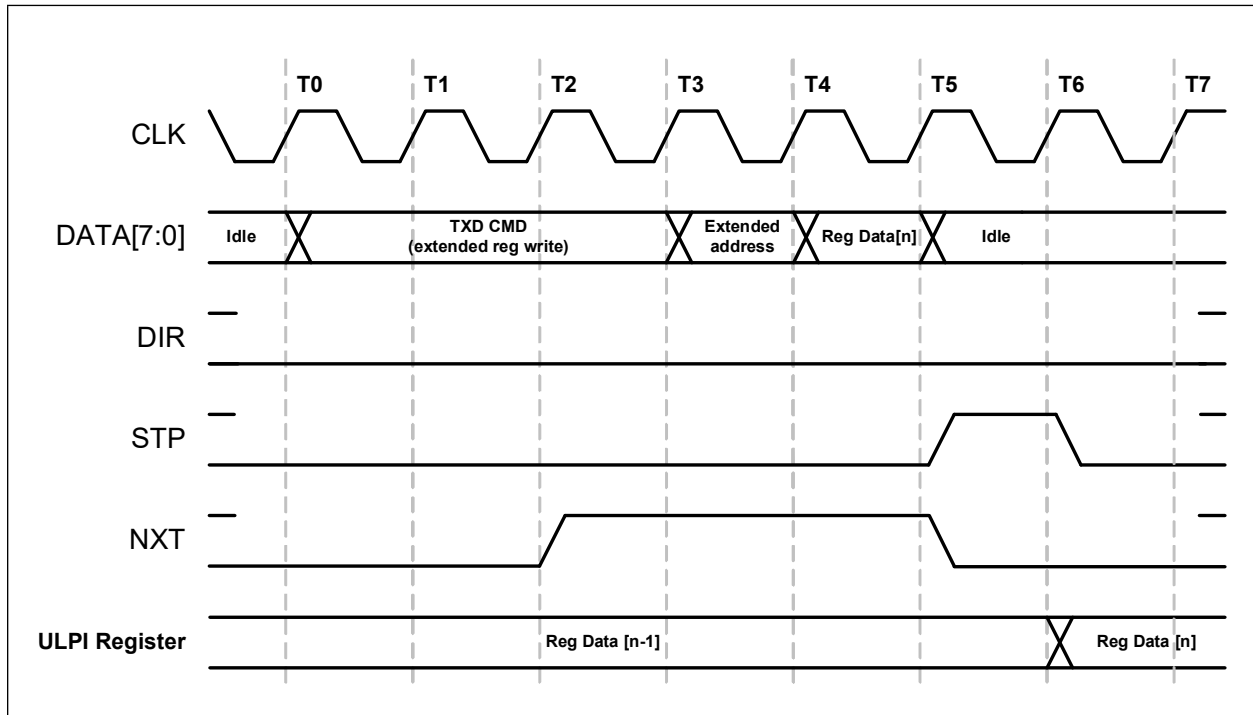 T0 T1 T2 T3 T4 T5 T6 T7
CLK
DATA[7:0]
Idle
TXD CMD
(extended reg write)
Extended
address
Reg Data[n]
Idle
DIR
STP
NXT
ULPI Register
Reg Data [n-1]
Reg Data [n]